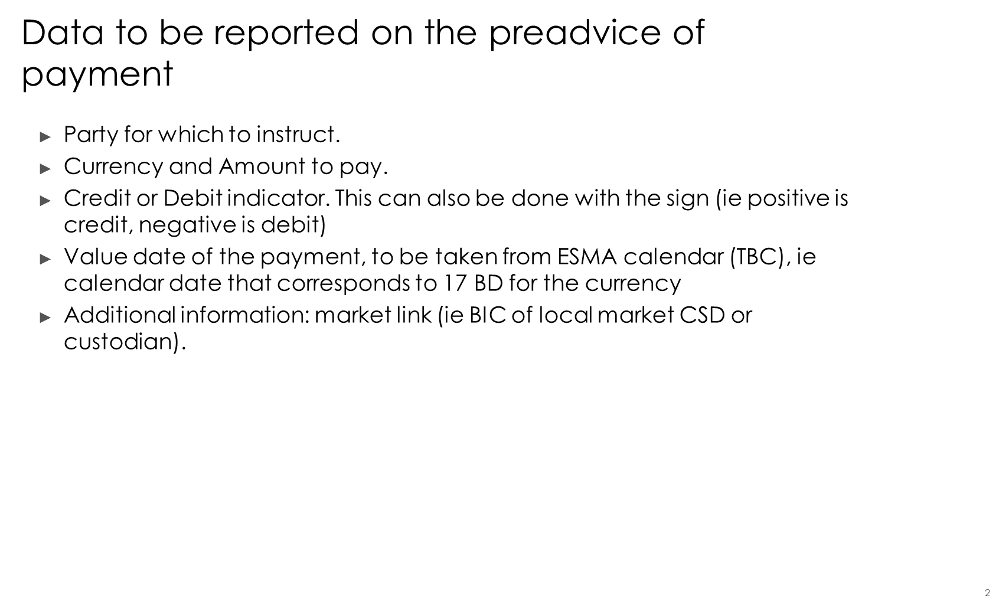 Data to be reported on the preadvice of
payment
► Party for which to instruct.
► Currency and Amount to pay.
► Credit or Debit indicator. This can also be done with the sign (ie positive is
credit, negative is debit)
► Value date of the payment, to be taken from ESMA calendar (TBC), ie
calendar date that corresponds to 17 BD for the currency
► Additional information: market link (ie BIC of local market CSD or
custodian).
2